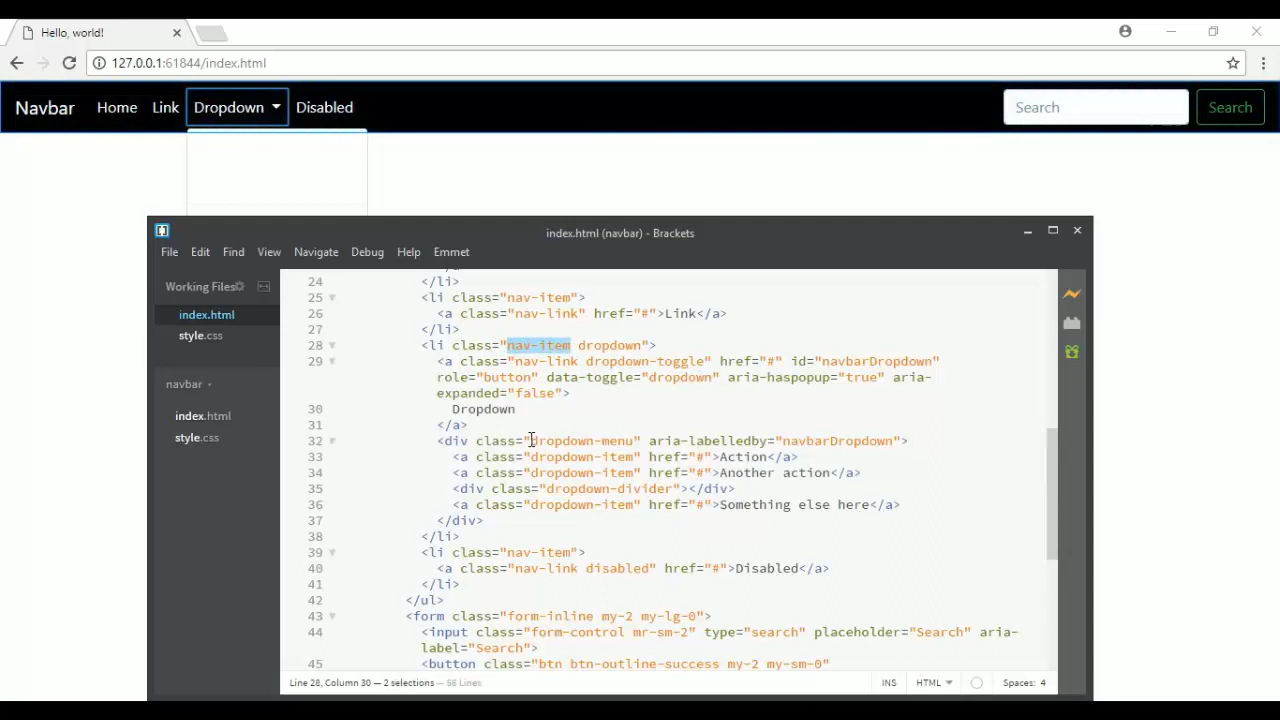 Hello, world!
127.0.0.1:61844/index.html
Navbar Home Link Dropdown Disabled Search Search
index.html (navbar) - Brackets
File Edit Find View Navigate Debug Help Emmet
Working Files
index.html
style.css
navbar
index.html
style.css
24 </li>
25 <li class="nav-item">
26 <a class="nav-link" href="#">Link</a>
27 </li>
28 <li class="nav-item dropdown">
29 <a class="nav-link dropdown-toggle" href="#" id="navbarDropdown"
role="button" data-toggle="dropdown" aria-haspopup="true" aria-
expanded="false">
30 Dropdown
31 </a>
32 <div class="dropdown-menu" aria-labelledby="navbarDropdown">
33 <a class="dropdown-item" href="#">Action</a>
34 <a class="dropdown-item" href="#">Another action</a>
35 <div class="dropdown-divider"></div>
36 <a class="dropdown-item" href="#">Something else here</a>
37 </div>
38 </li>
39 <li class="nav-item">
40 <a class="nav-link disabled" href="#">Disabled</a>
41 </li>
42 </ul>
43 <form class="form-inline my-2 my-lg-0">
44 <input class="form-control mr-sm-2" type="search" placeholder="Search" aria-
label="Search">
45 <button class="btn btn-outline-success my-2 my-sm-0"
Line 28, Column 30 — 2 selections — 56 Lines
INS HTML Spaces: 4